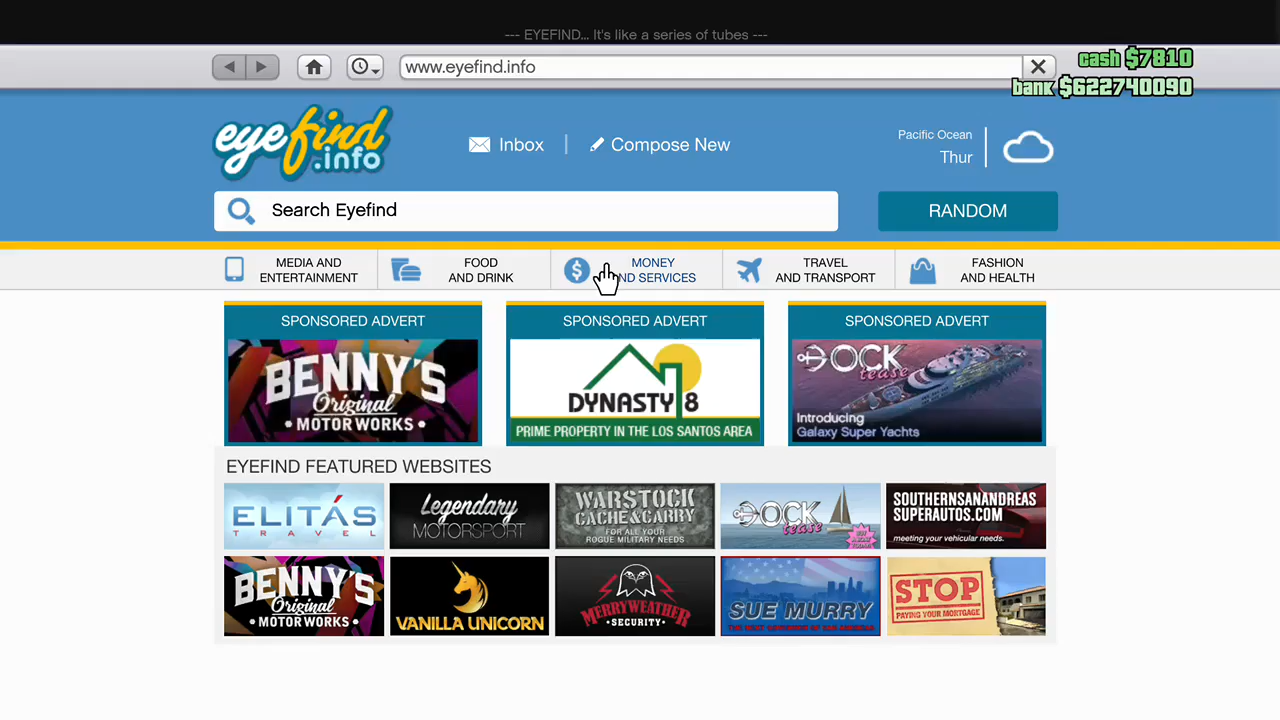 --- EYEFIND... It's like a series of tubes ---
www.eyefind.info
cash $7810
bank $622740090
eyefind
.info
Inbox
Compose New
Pacific Ocean
Thur
Search Eyefind
RANDOM
MEDIA AND
ENTERTAINMENT
FOOD
AND DRINK
MONEY
AND SERVICES
TRAVEL
AND TRANSPORT
FASHION
AND HEALTH
SPONSORED ADVERT
BENNY'S
Original
MOTOR WORKS
SPONSORED ADVERT
DYNASTY 8
PRIME PROPERTY IN THE LOS SANTOS AREA
SPONSORED ADVERT
DOCK
tease
Introducing
Galaxy Super Yachts
EYEFIND FEATURED WEBSITES
ELITÁS
TRAVEL
Legendary
MOTORSPORT
WARSTOCK
CACHE & CARRY
FOR ALL YOUR
ROGUE MILITARY NEEDS
DOCK
tease
SOUTHERNSANANDREAS
SUPERAUTOS.COM
meeting your vehicular needs.
BENNY'S
Original
MOTOR WORKS
VANILLA UNICORN
MERRYWEATHER
SECURITY
SUE MURRY
STOP
PAYING YOUR MORTGAGE